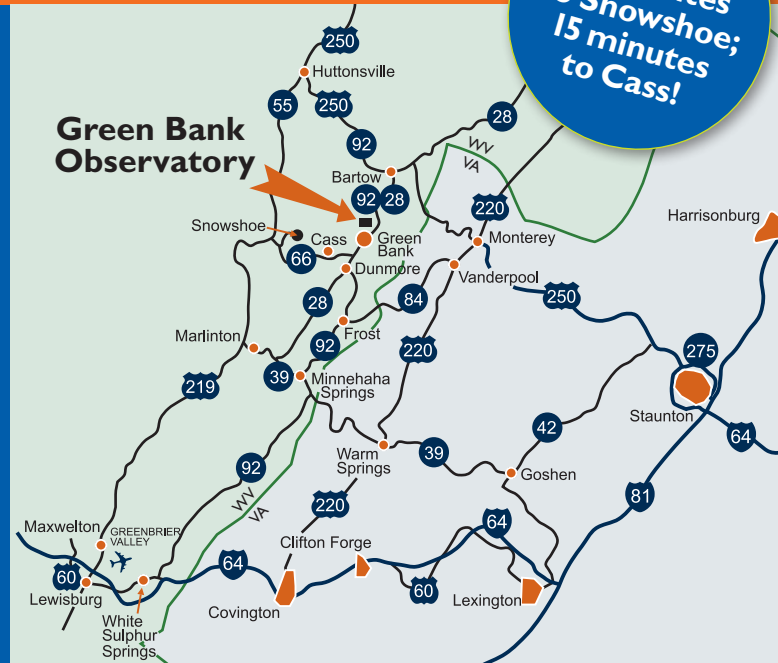 Snowshoe;
15 minutes
to Cass!
250
Huttonsville
55
250
28
Green Bank
Observatory
92
WV
VA
Bartow
92
28
220
Harrisonburg
Snowshoe
Cass
Green
Bank
Monterey
66
Dunmore
Vanderpool
250
28
84
Marlinton
92
Frost
220
275
39
Minnehaha
Springs
219
Staunton
42
64
Warm
Springs
39
92
Goshen
WV
VA
81
220
Maxwelton
GREENBRIER
VALLEY
Clifton Forge
64
60
64
60
Lewisburg
Covington
Lexington
White
Sulphur
Springs